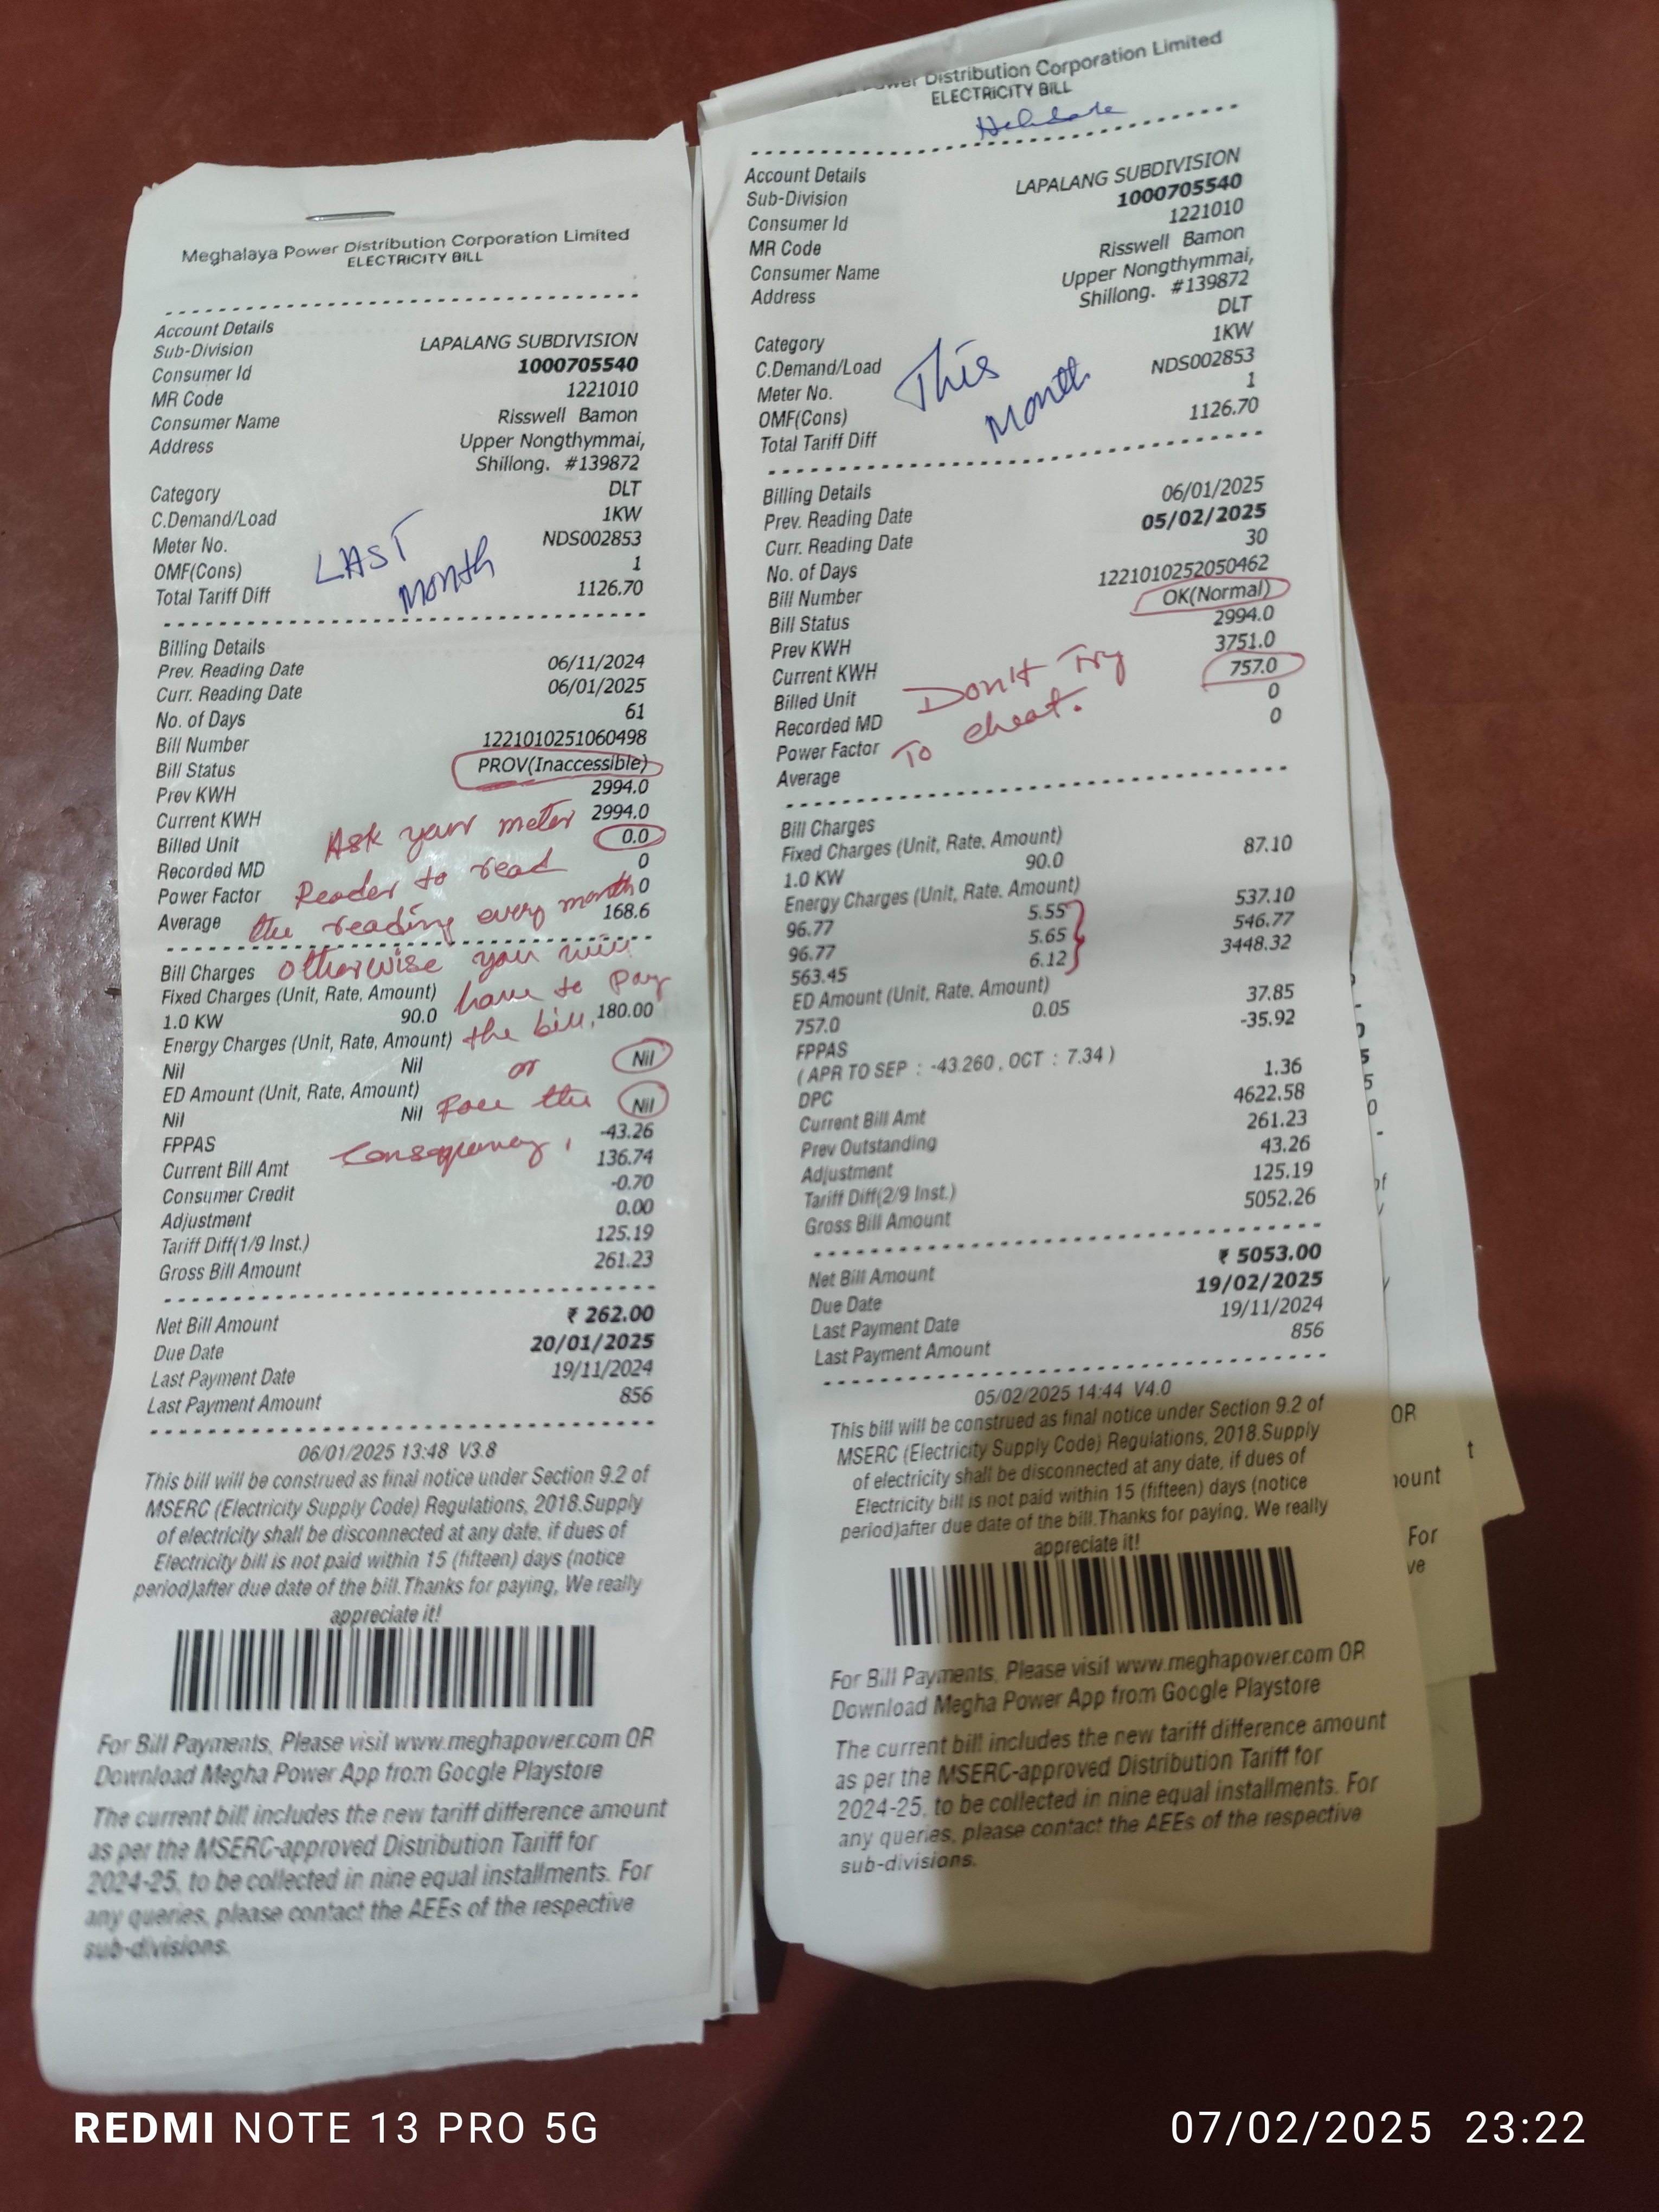 Meghalaya Power Distribution Corporation Limited
ELECTRICITY BILL
Account Details
Sub-Division LAPALANG SUBDIVISION
Consumer Id 1000705540
MR Code 1221010
Consumer Name Risswell Bamon
Address Upper Nongthymmai,
Shillong. #139872
Category DLT
C.Demand/Load 1KW
Meter No. NDS002853
OMF(Cons) 1
Total Tariff Diff 1126.70
LAST
Month
Billing Details
Prev. Reading Date 06/11/2024
Curr. Reading Date 06/01/2025
No. of Days 61
Bill Number 1221010251060498
Bill Status PROV(Inaccessible)
Prev KWH 2994.0
Current KWH 2994.0
Billed Unit 0.0
Recorded MD 0
Power Factor 0
Average 168.6
Ask your meter
Reader to read
the reading every month
otherwise you will
have to pay
the bill,
or
Face the
Consequency,
Bill Charges
Fixed Charges (Unit, Rate, Amount)
1.0 KW 90.0 180.00
Energy Charges (Unit, Rate, Amount)
Nil Nil Nil
ED Amount (Unit, Rate, Amount)
Nil Nil Nil
FPPAS -43.26
Current Bill Amt 136.74
Consumer Credit -0.70
Adjustment 0.00
Tariff Diff(1/9 Inst.) 125.19
Gross Bill Amount 261.23
Net Bill Amount ₹ 262.00
Due Date 20/01/2025
Last Payment Date 19/11/2024
Last Payment Amount 856
06/01/2025 13:48 V3.8
This bill will be construed as final notice under Section 9.2 of
MSERC (Electricity Supply Code) Regulations, 2018.Supply
of electricity shall be disconnected at any date, if dues of
Electricity bill is not paid within 15 (fifteen) days (notice
period)after due date of the bill.Thanks for paying, We really
appreciate it!
For Bill Payments, Please visit www.meghapower.com OR
Download Megha Power App from Google Playstore
The current bill includes the new tariff difference amount
as per the MSERC-approved Distribution Tariff for
2024-25, to be collected in nine equal installments. For
any queries, please contact the AEEs of the respective
sub-divisions.
Power Distribution Corporation Limited
ELECTRICITY BILL
Account Details
Sub-Division LAPALANG SUBDIVISION
Consumer Id 1000705540
MR Code 1221010
Consumer Name Risswell Bamon
Address Upper Nongthymmai,
Shillong. #139872
Category DLT
C.Demand/Load 1KW
Meter No. NDS002853
OMF(Cons) 1
Total Tariff Diff 1126.70
This
Month
Billing Details
Prev. Reading Date 06/01/2025
Curr. Reading Date 05/02/2025
No. of Days 30
Bill Number 1221010252050462
Bill Status OK(Normal)
Prev KWH 2994.0
Current KWH 3751.0
Billed Unit 757.0
Recorded MD 0
Power Factor 0
Average
Don't Try
To cheat.
Bill Charges
Fixed Charges (Unit, Rate, Amount)
1.0 KW 90.0 87.10
Energy Charges (Unit, Rate, Amount)
96.77 5.55 537.10
96.77 5.65 546.77
563.45 6.12 3448.32
ED Amount (Unit, Rate, Amount)
757.0 0.05 37.85
FPPAS -35.92
( APR TO SEP : -43.260 , OCT : 7.34 )
DPC 1.36
Current Bill Amt 4622.58
Prev Outstanding 261.23
Adjustment 43.26
Tariff Diff(2/9 Inst.) 125.19
Gross Bill Amount 5052.26
Net Bill Amount ₹ 5053.00
Due Date 19/02/2025
Last Payment Date 19/11/2024
Last Payment Amount 856
05/02/2025 14:44 V4.0
This bill will be construed as final notice under Section 9.2 of
MSERC (Electricity Supply Code) Regulations, 2018.Supply
of electricity shall be disconnected at any date, if dues of
Electricity bill is not paid within 15 (fifteen) days (notice
period)after due date of the bill.Thanks for paying, We really
appreciate it!
For Bill Payments, Please visit www.meghapower.com OR
Download Megha Power App from Google Playstore
The current bill includes the new tariff difference amount
as per the MSERC-approved Distribution Tariff for
2024-25, to be collected in nine equal installments. For
any queries, please contact the AEEs of the respective
sub-divisions.
OR
For
REDMI NOTE 13 PRO 5G
07/02/2025 23:22